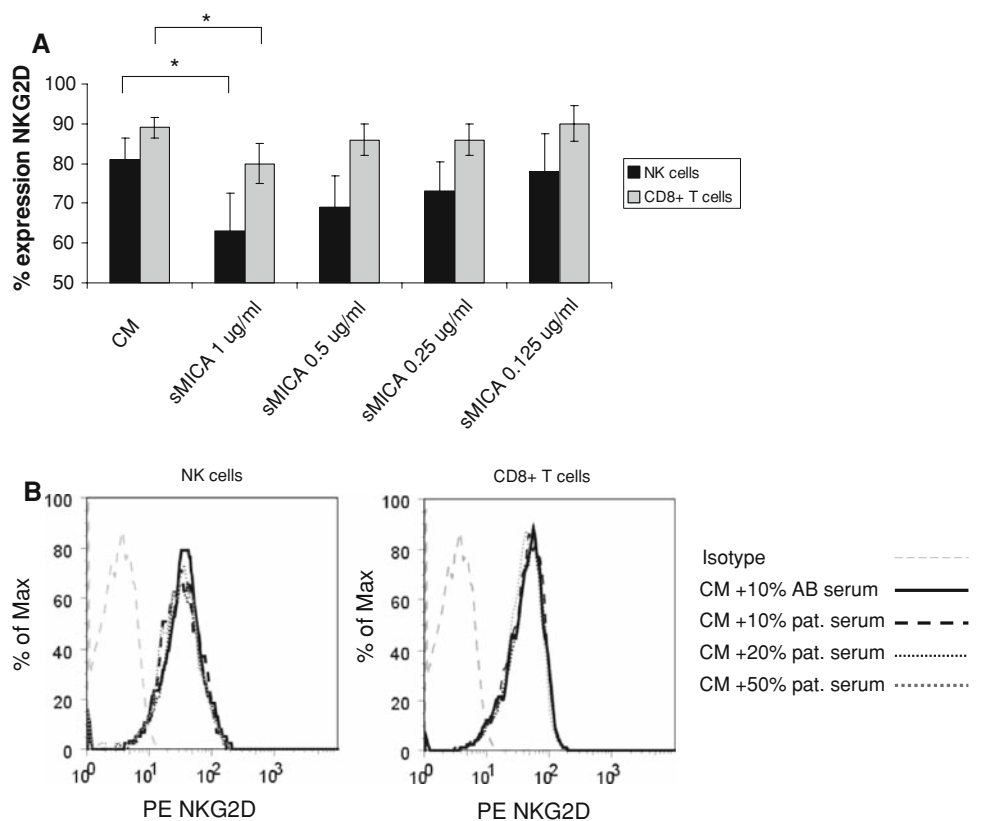 A
*
*
% expression NKG2D
100
90
80
70
60
50
NK cells
CD8+ T cells
CM
sMICA 1 ug/ml
sMICA 0.5 ug/ml
sMICA 0.25 ug/ml
sMICA 0.125 ug/ml
B
NK cells
% of Max
100
80
60
40
20
0
10^0
10^1
10^2
10^3
PE NKG2D
CD8+ T cells
% of Max
100
80
60
40
20
0
10^0
10^1
10^2
10^3
PE NKG2D
Isotype
CM +10% AB serum
CM +10% pat. serum
CM +20% pat. serum
CM +50% pat. serum